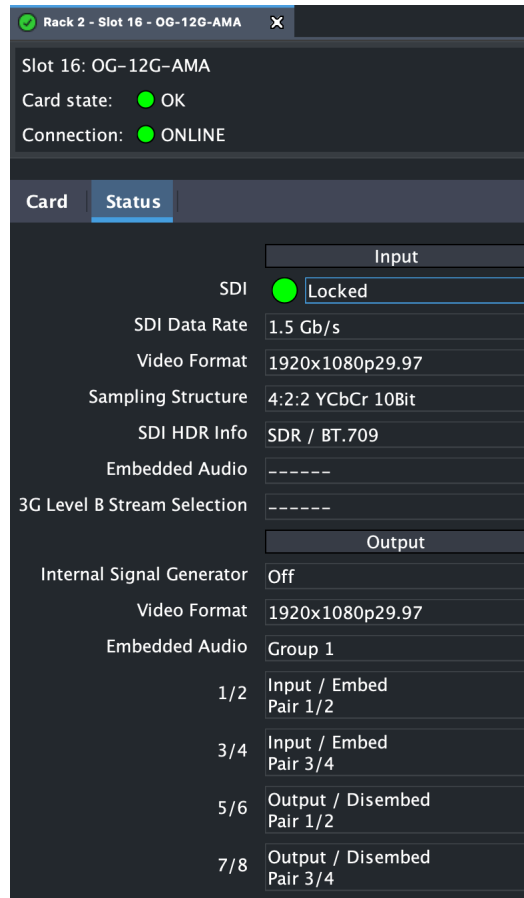 Rack 2 - Slot 16 - OG-12G-AMA
Slot 16: OG-12G-AMA
Card state: OK
Connection: ONLINE
Card Status
Input
SDI Locked
SDI Data Rate 1.5 Gb/s
Video Format 1920x1080p29.97
Sampling Structure 4:2:2 YCbCr 10Bit
SDI HDR Info SDR / BT.709
Embedded Audio ------
3G Level B Stream Selection ------
Output
Internal Signal Generator Off
Video Format 1920x1080p29.97
Embedded Audio Group 1
1/2 Input / Embed
Pair 1/2
3/4 Input / Embed
Pair 3/4
5/6 Output / Disembed
Pair 1/2
7/8 Output / Disembed
Pair 3/4